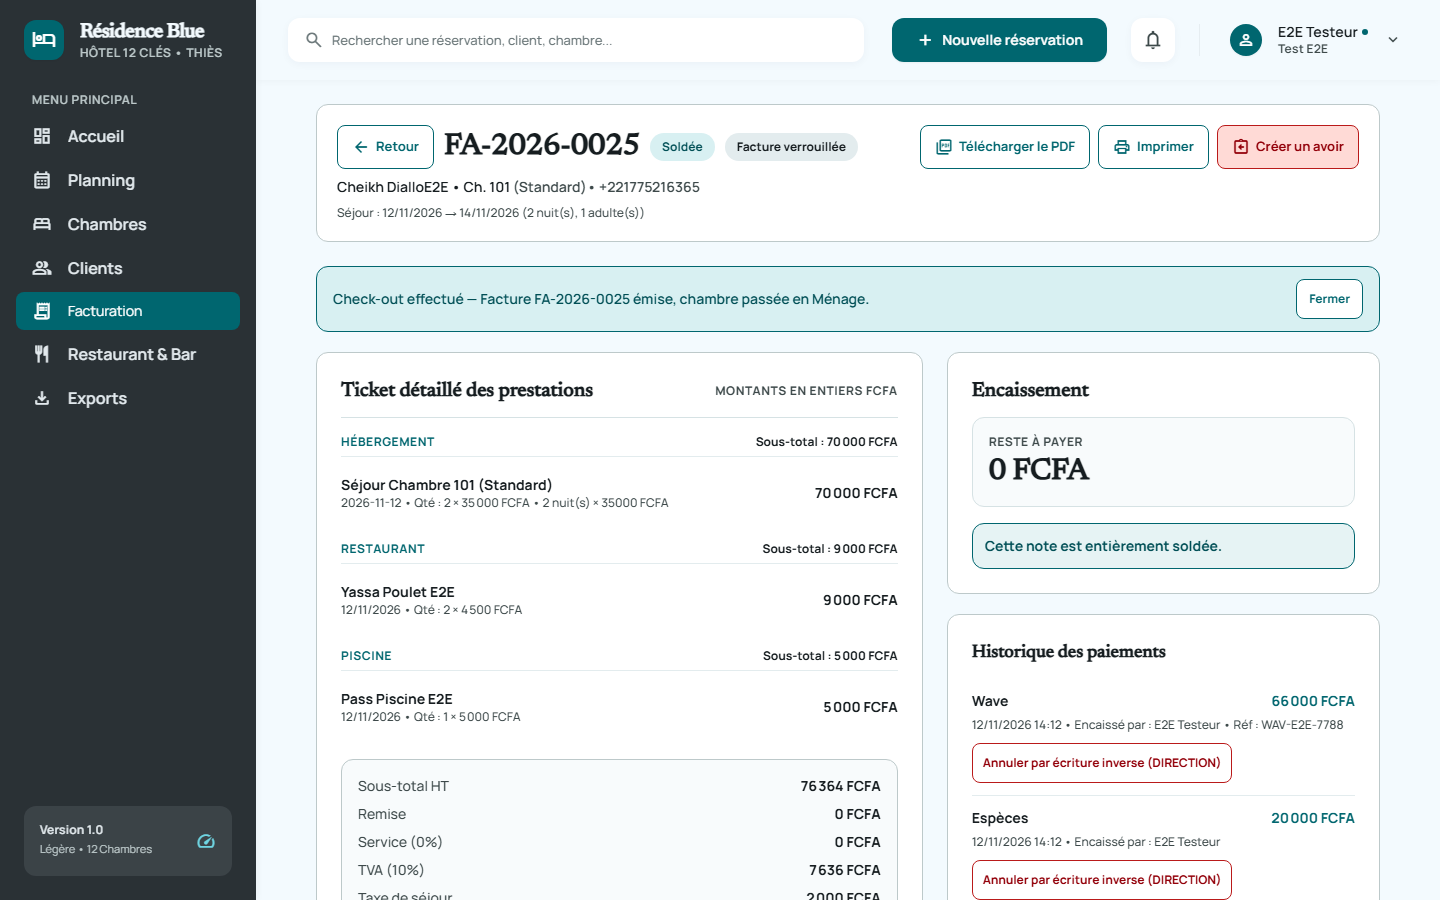 Résidence Blue
HÔTEL 12 CLÉS • THIÈS
MENU PRINCIPAL
Accueil
Planning
Chambres
Clients
Facturation
Restaurant & Bar
Exports
Version 1.0
Légère • 12 Chambres
Rechercher une réservation, client, chambre...
Nouvelle réservation
E2E Testeur
Test E2E
Retour
FA-2026-0025
Soldée
Facture verrouillée
Télécharger le PDF
Imprimer
Créer un avoir
Cheikh DialloE2E • Ch. 101 (Standard) • +221775216365
Séjour : 12/11/2026 → 14/11/2026 (2 nuit(s), 1 adulte(s))
Check-out effectué — Facture FA-2026-0025 émise, chambre passée en Ménage.
Fermer
Ticket détaillé des prestations
MONTANTS EN ENTIERS FCFA
HÉBERGEMENT
Sous-total : 70 000 FCFA
Séjour Chambre 101 (Standard)
2026-11-12 • Qté : 2 × 35 000 FCFA • 2 nuit(s) × 35000 FCFA
70 000 FCFA
RESTAURANT
Sous-total : 9 000 FCFA
Yassa Poulet E2E
12/11/2026 • Qté : 2 × 4 500 FCFA
9 000 FCFA
PISCINE
Sous-total : 5 000 FCFA
Pass Piscine E2E
12/11/2026 • Qté : 1 × 5 000 FCFA
5 000 FCFA
Sous-total HT
76 364 FCFA
Remise
0 FCFA
Service (0%)
0 FCFA
TVA (10%)
7 636 FCFA
Taxe de séjour
2 000 FCFA
Encaissement
RESTE À PAYER
0 FCFA
Cette note est entièrement soldée.
Historique des paiements
Wave
66 000 FCFA
12/11/2026 14:12 • Encaissé par : E2E Testeur • Réf : WAV-E2E-7788
Annuler par écriture inverse (DIRECTION)
Espèces
20 000 FCFA
12/11/2026 14:12 • Encaissé par : E2E Testeur
Annuler par écriture inverse (DIRECTION)